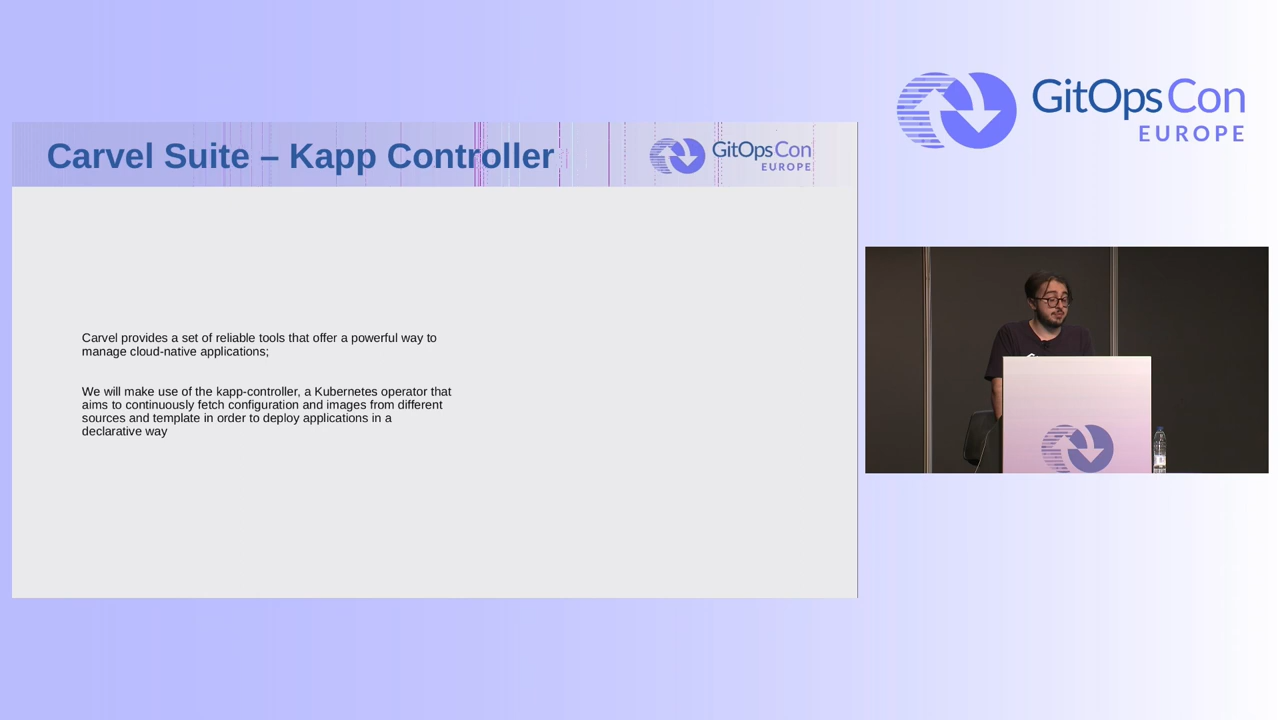 GitOps Con
EUROPE
Carvel Suite – Kapp Controller
GitOps Con
EUROPE
Carvel provides a set of reliable tools that offer a powerful way to
manage cloud-native applications;
We will make use of the kapp-controller, a Kubernetes operator that
aims to continuously fetch configuration and images from different
sources and template in order to deploy applications in a
declarative way